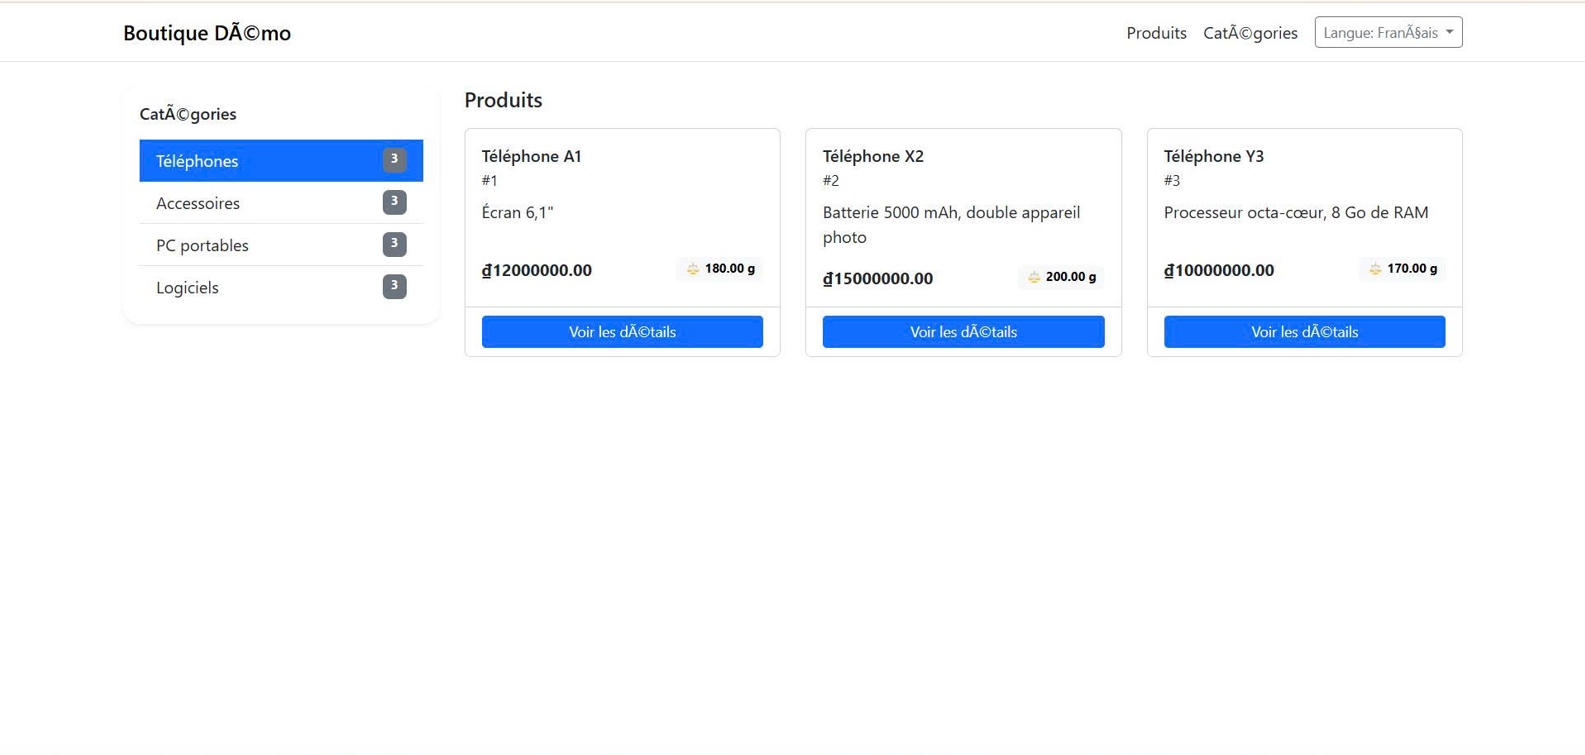 Boutique DÃ©mo
Produits CatÃ©gories Langue: FranÃ§ais
CatÃ©gories
Téléphones 3
Accessoires 3
PC portables 3
Logiciels 3
Produits
Téléphone A1
#1
Écran 6,1"
₫12000000.00 180.00 g
Voir les dÃ©tails
Téléphone X2
#2
Batterie 5000 mAh, double appareil
photo
₫15000000.00 200.00 g
Voir les dÃ©tails
Téléphone Y3
#3
Processeur octa-cœur, 8 Go de RAM
₫10000000.00 170.00 g
Voir les dÃ©tails